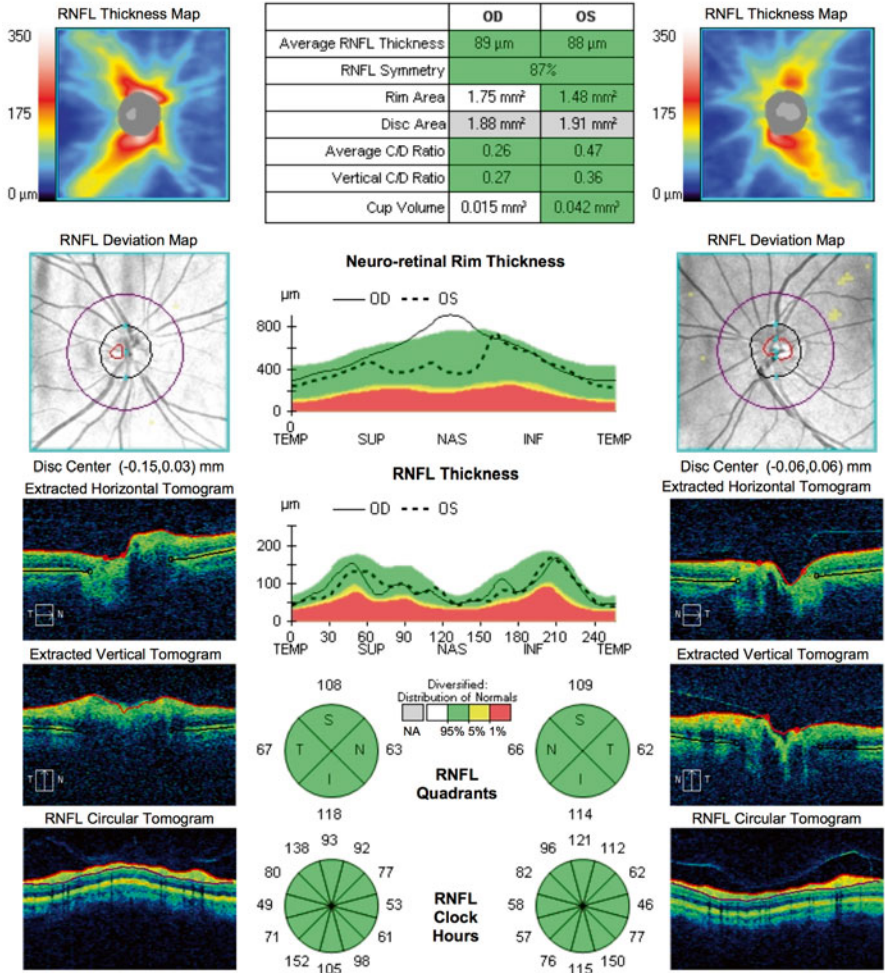 RNFL Thickness Map
350
175
0 µm
OD OS
Average RNFL Thickness 89 µm 88 µm
RNFL Symmetry 87%
Rim Area 1.75 mm² 1.48 mm²
Disc Area 1.88 mm² 1.91 mm²
Average C/D Ratio 0.26 0.47
Vertical C/D Ratio 0.27 0.36
Cup Volume 0.015 mm³ 0.042 mm³
RNFL Thickness Map
350
175
0 µm
RNFL Deviation Map
Disc Center (-0.15,0.03) mm
Neuro-retinal Rim Thickness
µm OD OS
800
400
0
0
TEMP SUP NAS INF TEMP
RNFL Deviation Map
Disc Center (-0.06,0.06) mm
Extracted Horizontal Tomogram
T N
RNFL Thickness
µm OD OS
200
100
0
0 30 60 90 120 150 180 210 240
TEMP SUP NAS INF TEMP
Extracted Horizontal Tomogram
N T
Extracted Vertical Tomogram
T N
108
S
67 T N 63
I
118
Diversified:
Distribution of Normals
NA 95% 5% 1%
RNFL
Quadrants
109
S
66 N T 62
I
114
Extracted Vertical Tomogram
N T
RNFL Circular Tomogram
93
138 92
80 77
49 53
71 61
152 98
105
RNFL
Clock
Hours
121
96 112
82 62
58 46
57 77
76 150
115
RNFL Circular Tomogram